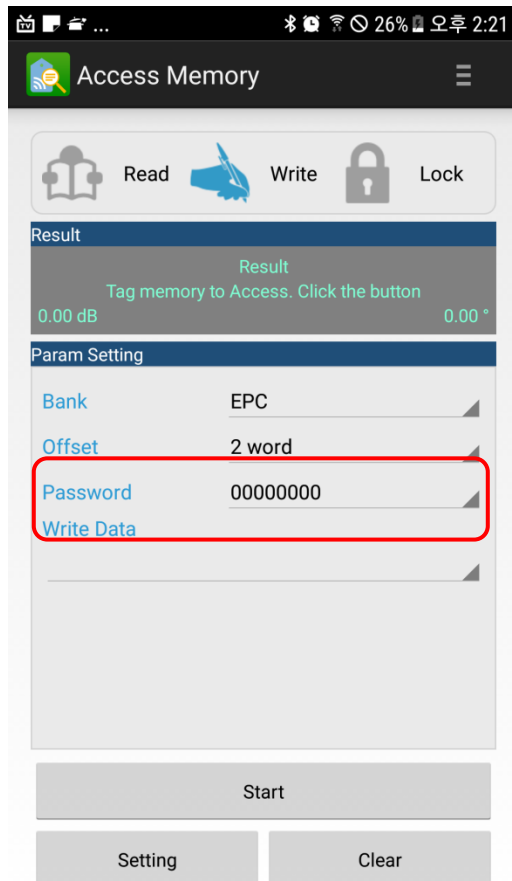 ... 26% 오후 2:21
Access Memory
Read Write Lock
Result
Result
Tag memory to Access. Click the button
0.00 dB 0.00 °
Param Setting
Bank EPC
Offset 2 word
Password 00000000
Write Data
Start
Setting Clear